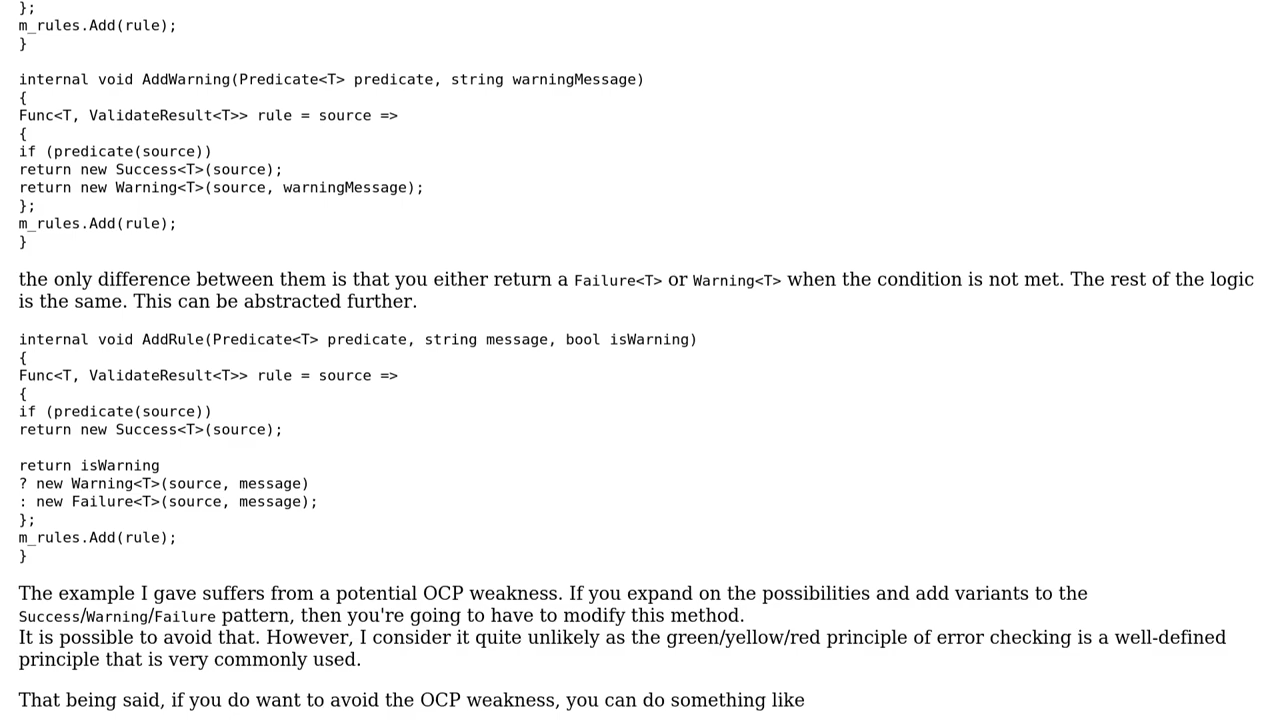 };
m_rules.Add(rule);
}
internal void AddWarning(Predicate<T> predicate, string warningMessage)
{
Func<T, ValidateResult<T>> rule = source =>
{
if (predicate(source))
return new Success<T>(source);
return new Warning<T>(source, warningMessage);
};
m_rules.Add(rule);
}
the only difference between them is that you either return a Failure<T> or Warning<T> when the condition is not met. The rest of the logic
is the same. This can be abstracted further.
internal void AddRule(Predicate<T> predicate, string message, bool isWarning)
{
Func<T, ValidateResult<T>> rule = source =>
{
if (predicate(source))
return new Success<T>(source);
return isWarning
? new Warning<T>(source, message)
: new Failure<T>(source, message);
};
m_rules.Add(rule);
}
The example I gave suffers from a potential OCP weakness. If you expand on the possibilities and add variants to the
Success/Warning/Failure pattern, then you're going to have to modify this method.
It is possible to avoid that. However, I consider it quite unlikely as the green/yellow/red principle of error checking is a well-defined
principle that is very commonly used.
That being said, if you do want to avoid the OCP weakness, you can do something like